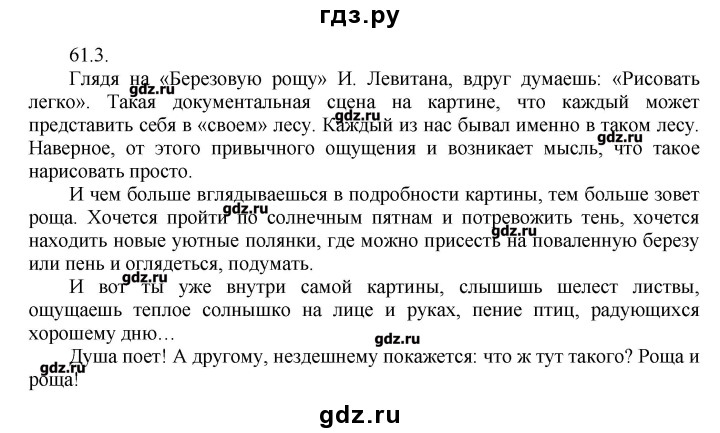 гдз.ру
61.3.
Глядя на «Березовую рощу» И. Левитана, вдруг думаешь: «Рисовать
gdz.ru
легко». Такая документальная сцена на картине, что каждый может
gdz.ru
представить себя в «своем» лесу. Каждый из нас бывал именно в таком лесу.
gdz.ru
Наверное, от этого привычного ощущения и возникает мысль, что такое
нарисовать просто.
И чем больше вглядываешься в подробности картины, тем больше зовет
gdz.ru
роща. Хочется пройти по солнечным пятнам и потревожить тень, хочется
gdz.ru
находить новые уютные полянки, где можно присесть на поваленную березу
или пень и оглядеться, подумать.
gdz.ru
И вот ты уже внутри самой картины, слышишь шелест листвы,
ощущаешь теплое солнышко на лице и руках, пение птиц, радующихся
хорошему дню…
gdz.ru
Душа поет! А другому, нездешнему покажется: что ж тут такого? Роща и
gdz.ru
роща!
gdz.ru